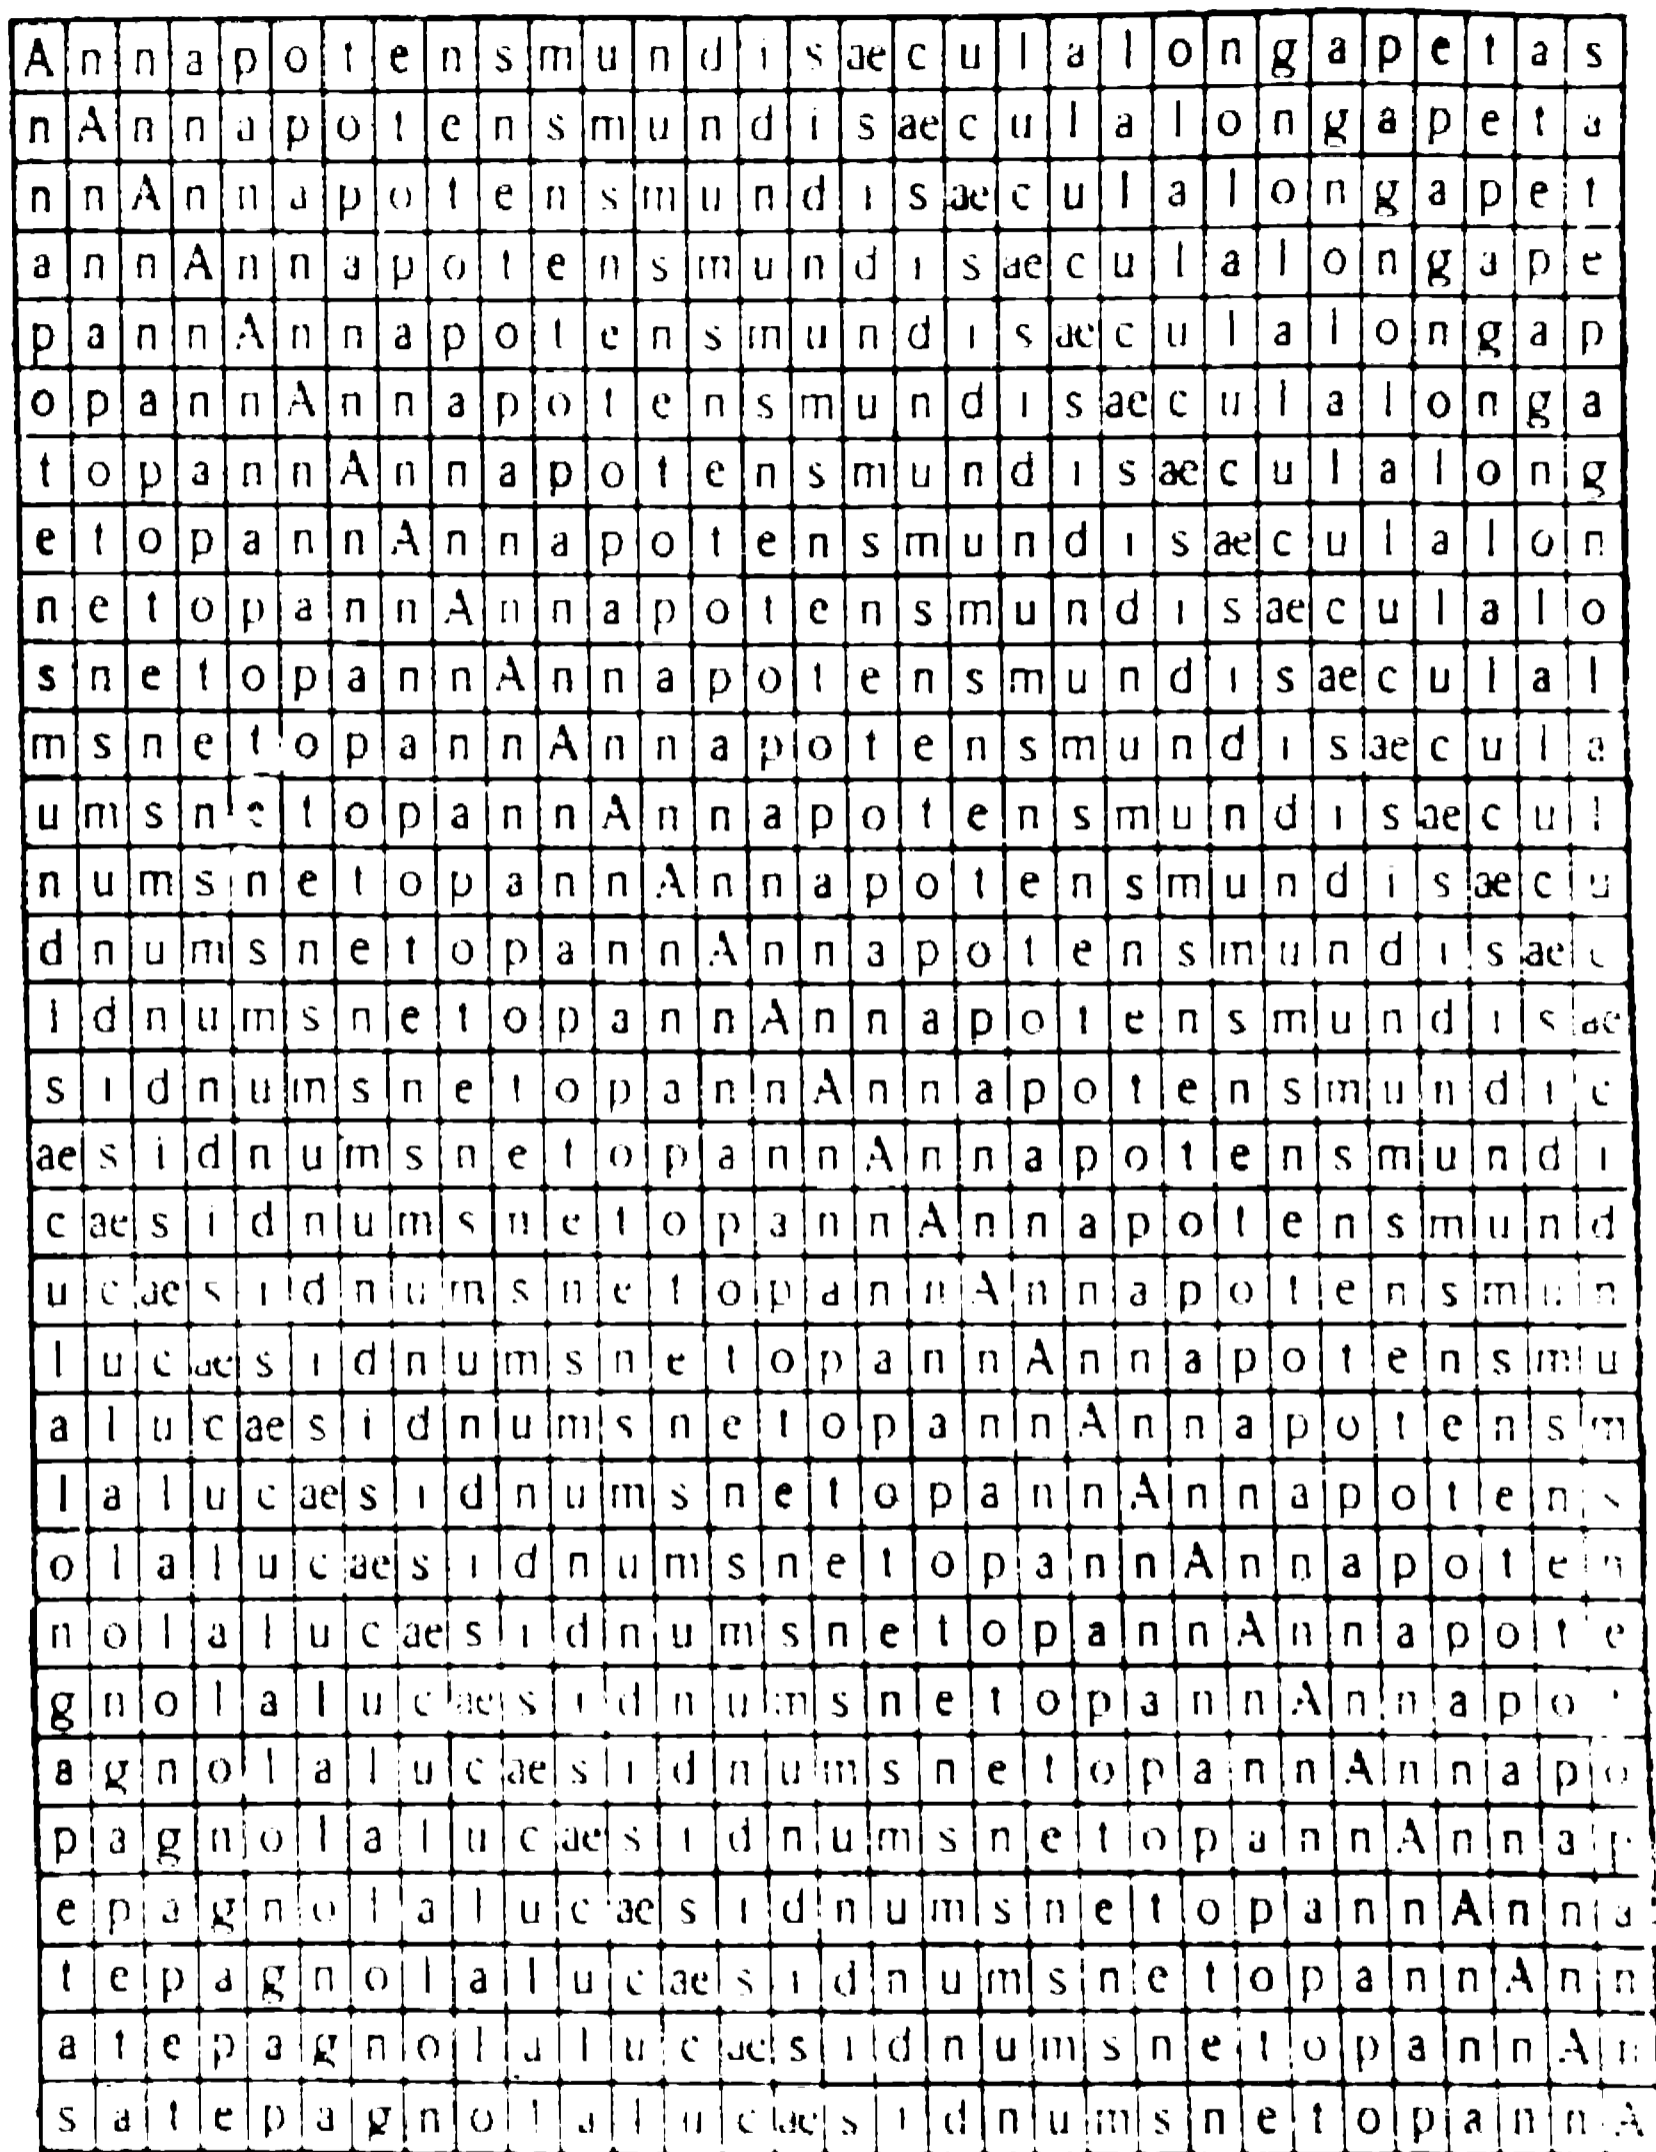 Annapotensmundisaeculalongapetas
nAnnapotensmundisaeculalongapeta
nnAnnapotensmundisaeculalongapet
annAnnapotensmundisaeculalongape
pannAnnapotensmundisaeculalongap
opannAnnapotensmundisaeculalonga
topannAnnapotensmundisaeculalong
etopannAnnapotensmundisaeculalon
netopannAnnapotensmundisaeculalo
snetopannAnnapotensmundisaeculal
msnetopannAnnapotensmundisaecula
umsnetopannAnnapotensmundisaecul
numsnetopannAnnapotensmundisaecu
dnumsnetopannAnnapotensmundisaec
idnumsnetopannAnnapotensmundisae
sidnumsnetopannAnnapotensmundic
aesidnumsnetopannAnnapotensmundi
caesidnumsnetopannAnnapotensmund
ucaesidnumsnetopannAnnapotensmun
lucaesidnumsnetopannAnnapotensmu
alucaesidnumsnetopannAnnapotensm
lalucaesidnumsnetopannAnnapotens
olalucaesidnumsnetopannAnnapoten
nolalucaesidnumsnetopannAnnapote
gnolalucaesidnumsnetopannAnnapot
agnolalucaesidnumsnetopannAnnapo
pagnolalucaesidnumsnetopannAnnap
epagnolalucaesidnumsnetopannAnna
tepagnolalucaesidnumsnetopannAnn
atepagnolalucaesidnumsnetopannAn
satepagnolalucaesidnumsnetopannA